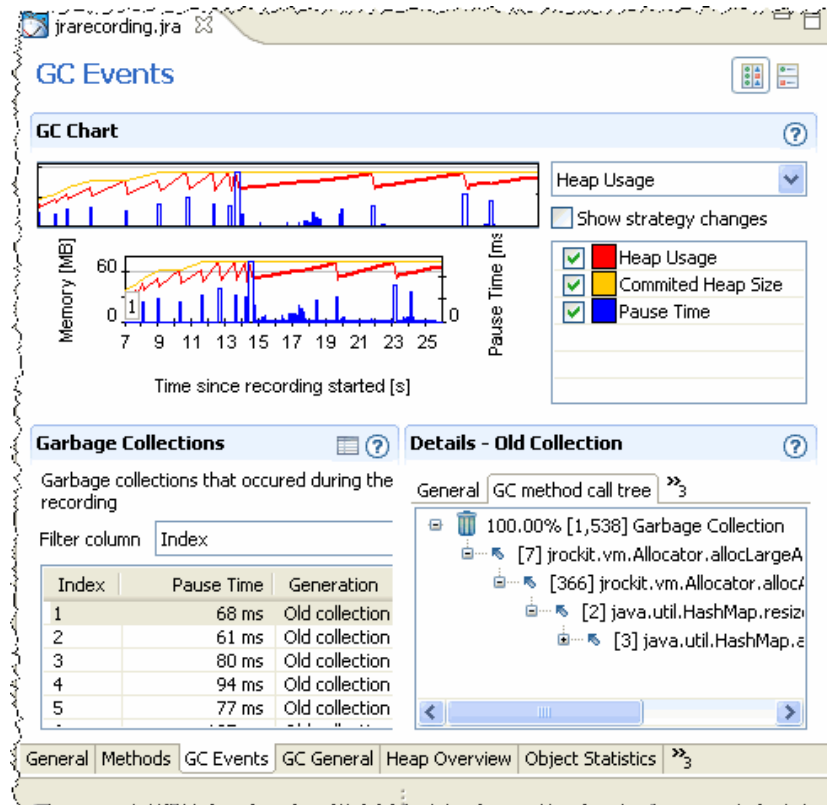 jrarecording.jra
GC Events
GC Chart
Heap Usage
Show strategy changes
Heap Usage
Commited Heap Size
Pause Time
Memory [MB]
60
0
1
0
Pause Time [ms
7 9 11 13 15 17 19 21 23 25
Time since recording started [s]
Garbage Collections
Garbage collections that occured during the
recording
Filter column Index
Index Pause Time Generation
1 68 ms Old collection
2 61 ms Old collection
3 80 ms Old collection
4 94 ms Old collection
5 77 ms Old collection
Details - Old Collection
General GC method call tree »3
100.00% [1,538] Garbage Collection
[7] jrockit.vm.Allocator.allocLargeA
[366] jrockit.vm.Allocator.alloc
[2] java.util.HashMap.resiz
[3] java.util.HashMap.a
General Methods GC Events GC General Heap Overview Object Statistics »3